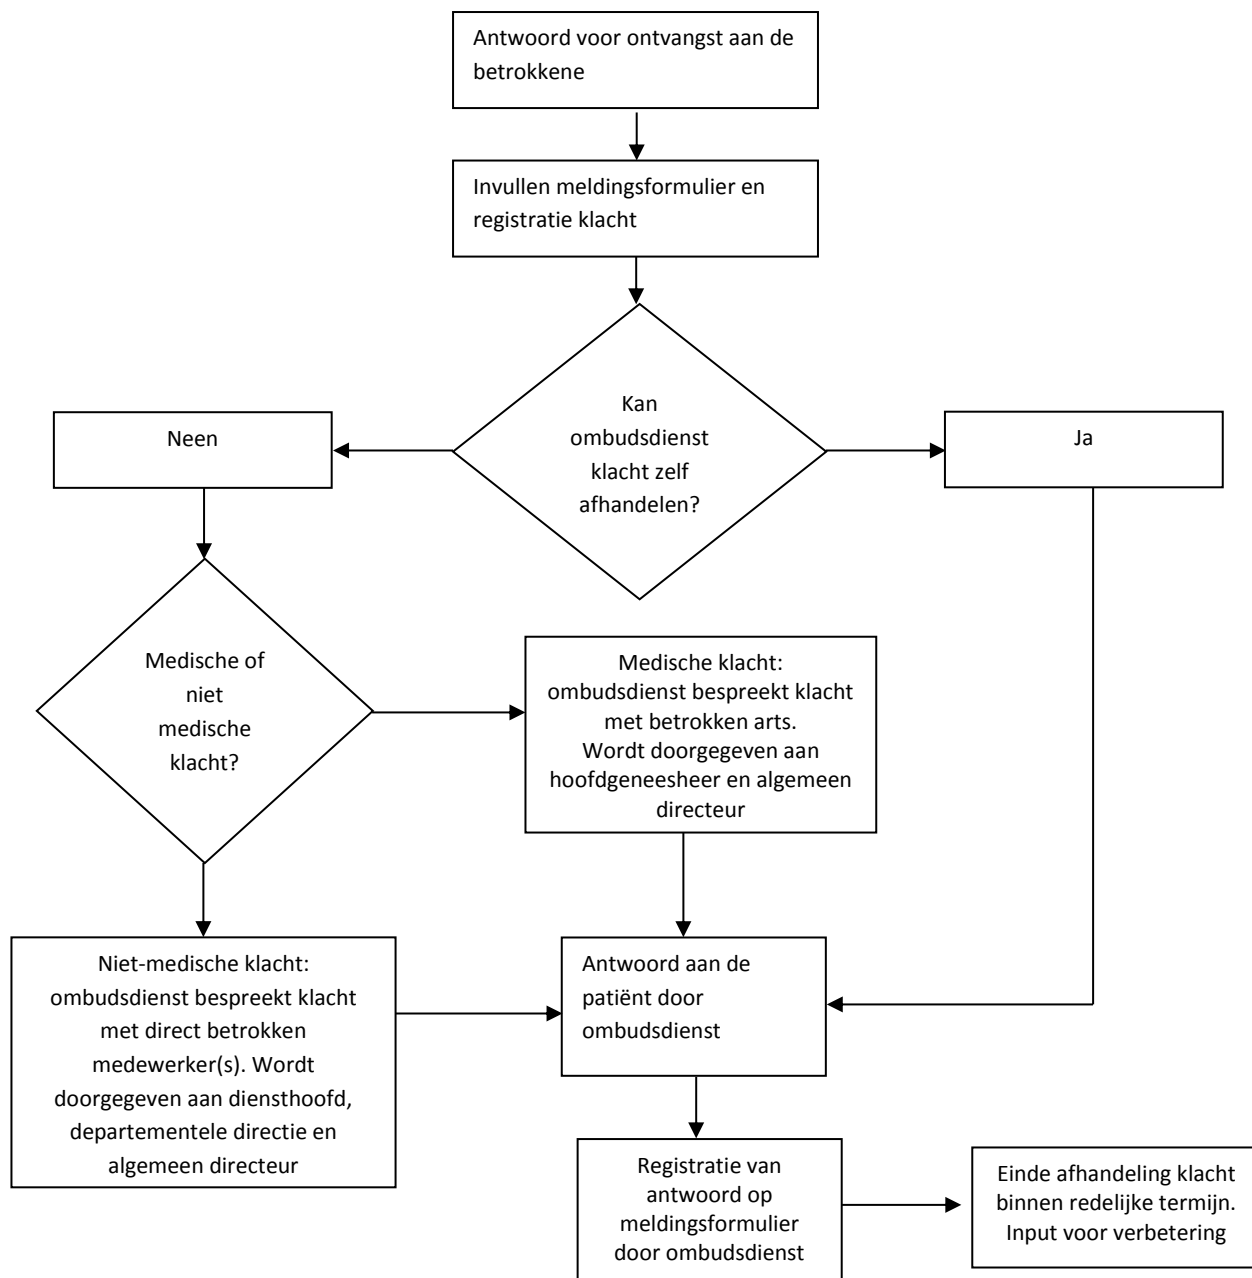 Antwoord voor ontvangst aan de
betrokkene
Invullen meldingsformulier en
registratie klacht
Kan
ombudsdienst
klacht zelf
afhandelen?
Neen
Ja
Medische of
niet
medische
klacht?
Medische klacht:
ombudsdienst bespreekt klacht
met betrokken arts.
Wordt doorgegeven aan
hoofdgeneesheer en algemeen
directeur
Niet-medische klacht:
ombudsdienst bespreekt klacht
met direct betrokken
medewerker(s). Wordt
doorgegeven aan diensthoofd,
departementele directie en
algemeen directeur
Antwoord aan de
patiënt door
ombudsdienst
Registratie van
antwoord op
meldingsformulier
door ombudsdienst
Einde afhandeling klacht
binnen redelijke termijn.
Input voor verbetering